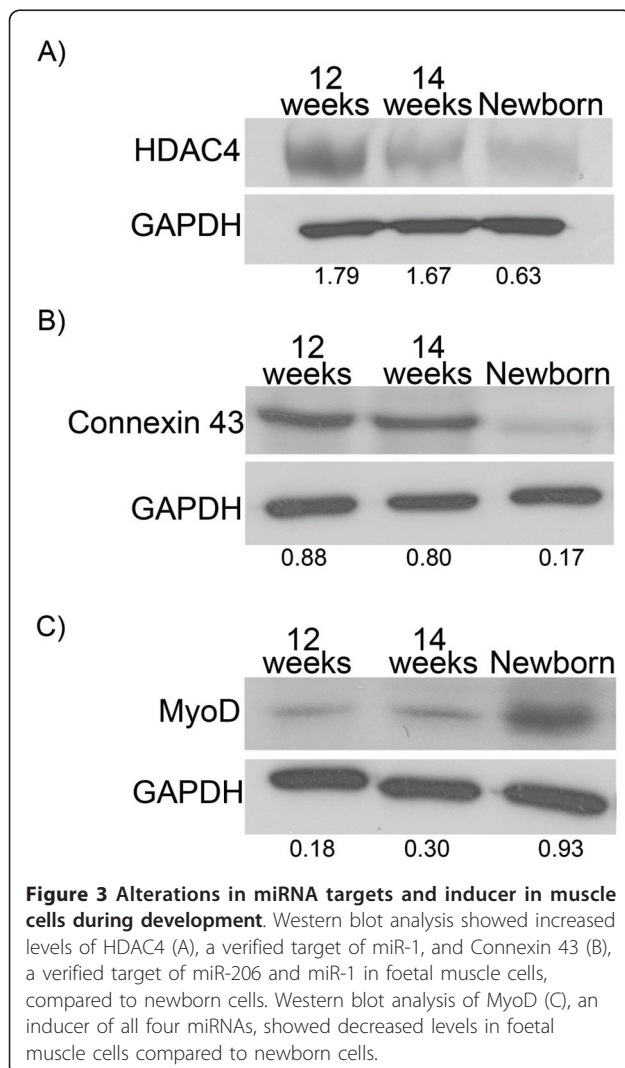 A)
12 weeks 14 weeks Newborn
HDAC4
GAPDH
1.79 1.67 0.63
B)
12 weeks 14 weeks Newborn
Connexin 43
GAPDH
0.88 0.80 0.17
C)
12 weeks 14 weeks Newborn
MyoD
GAPDH
0.18 0.30 0.93
Figure 3 Alterations in miRNA targets and inducer in muscle
cells during development. Western blot analysis showed increased
levels of HDAC4 (A), a verified target of miR-1, and Connexin 43 (B),
a verified target of miR-206 and miR-1 in foetal muscle cells,
compared to newborn cells. Western blot analysis of MyoD (C), an
inducer of all four miRNAs, showed decreased levels in foetal
muscle cells compared to newborn cells.